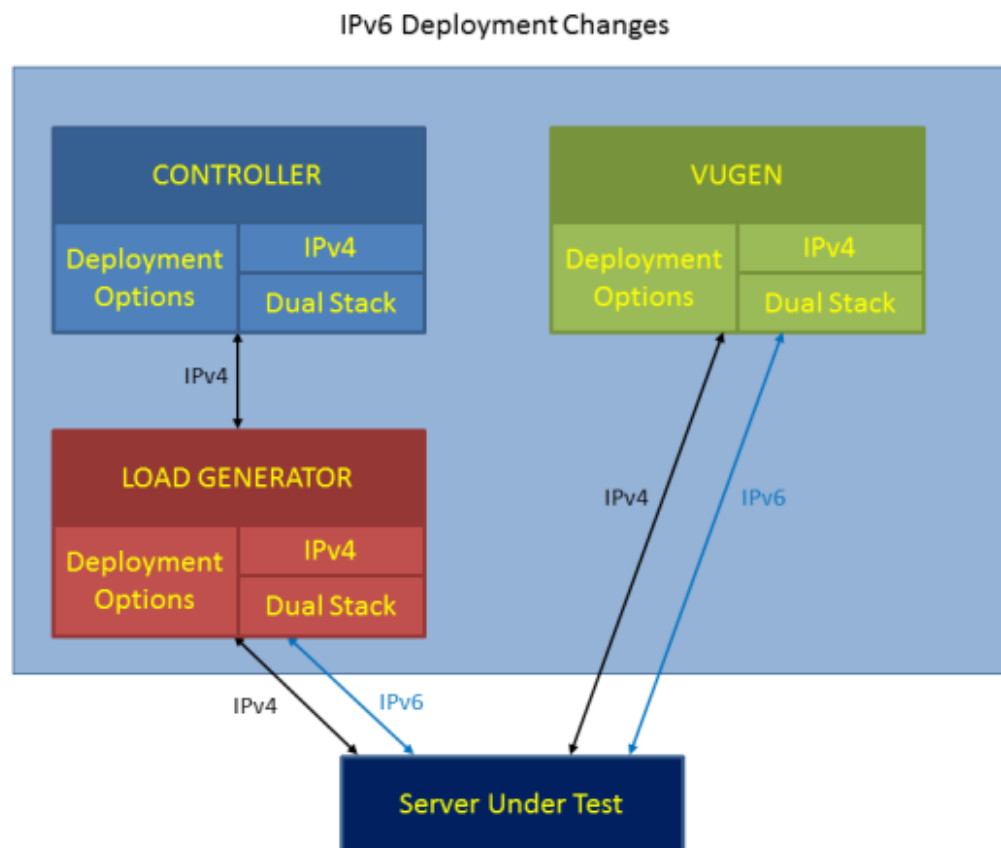 IPv6 Deployment Changes
CONTROLLER
Deployment
Options
IPv4
Dual Stack
VUGEN
Deployment
Options
IPv4
Dual Stack
IPv4
LOAD GENERATOR
Deployment
Options
IPv4
Dual Stack
IPv4
IPv6
IPv4
IPv6
Server Under Test